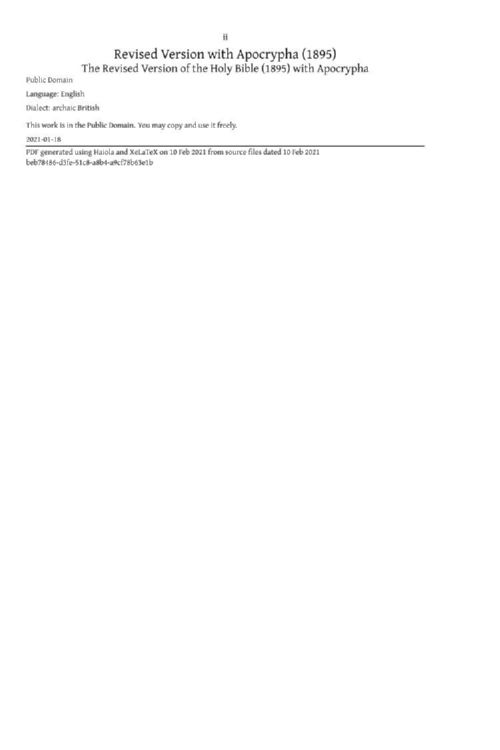 ii
Revised Version with Apocrypha (1895)
The Revised Version of the Holy Bible (1895) with Apocrypha
Public Domain
Language: English
Dialect: archaic British
This work is in the Public Domain. You may copy and use it freely.
2021-01-18
PDF generated using Haiola and XeLaTeX on 10 Feb 2021 from source files dated 10 Feb 2021
beb78486-d3fe-51c8-a8b4-a9cf78b63e1b